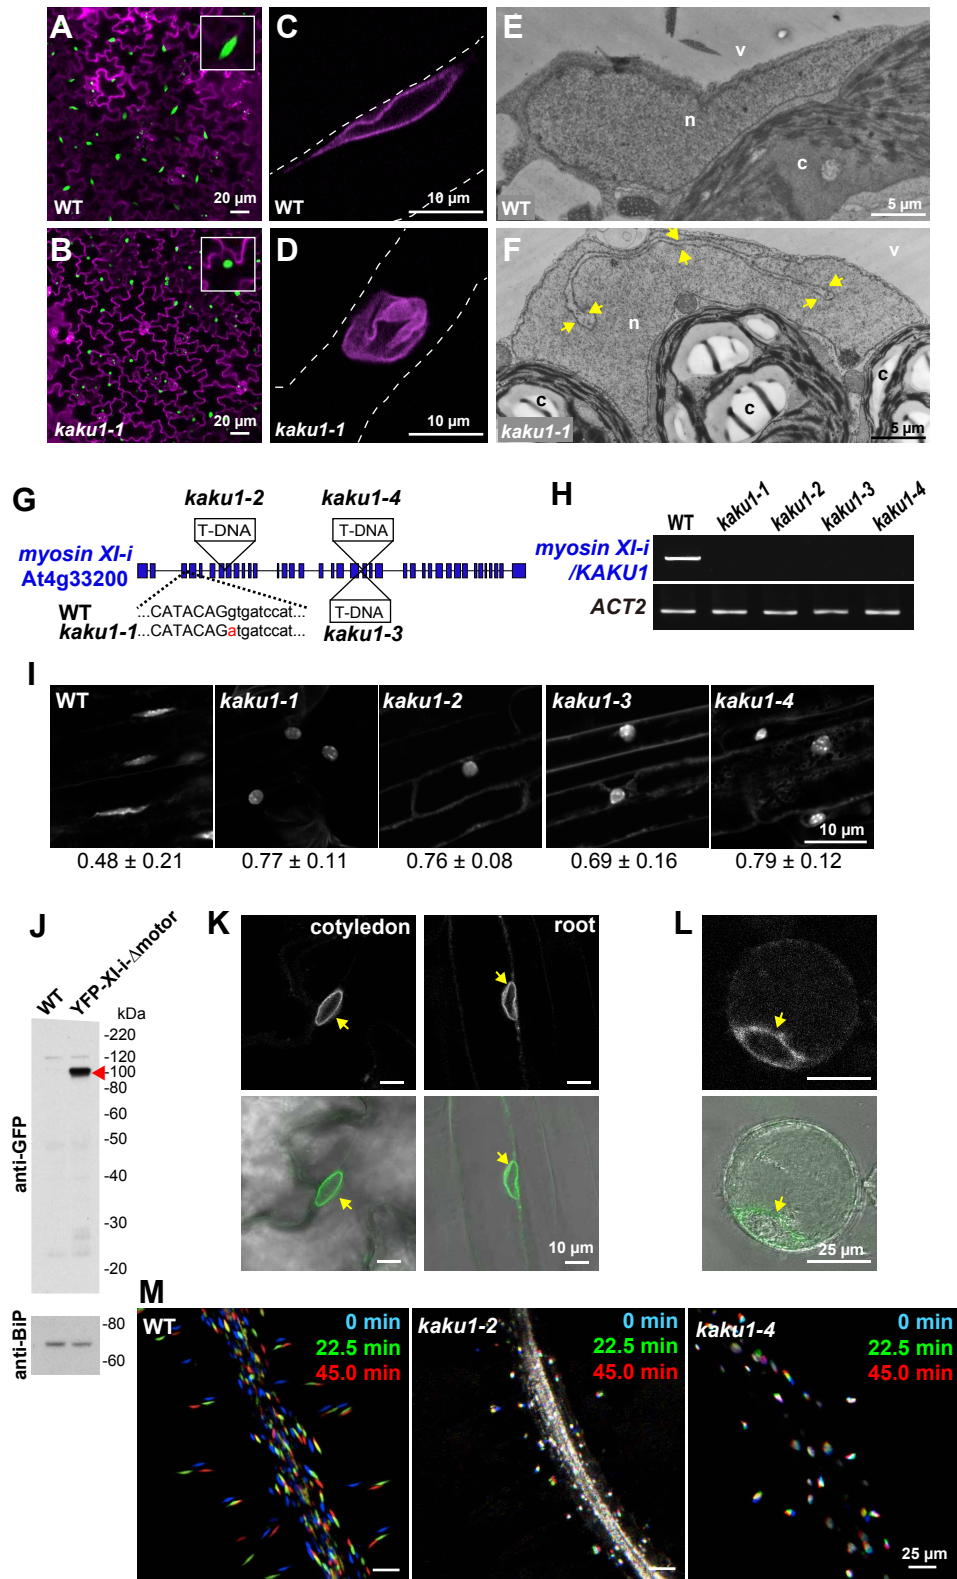 A
WT
20 µm
C
WT
10 µm
E
v
n
c
WT
5 µm
B
kaku1-1
20 µm
D
kaku1-1
10 µm
F
v
n
c
c
c
kaku1-1
5 µm
G
kaku1-2
kaku1-4
T-DNA
T-DNA
myosin XI-i
At4g33200
WT
...CATACAGgtgatccat...
kaku1-1
...CATACAGatgatccat...
T-DNA
kaku1-3
H
WT
kaku1-1
kaku1-2
kaku1-3
kaku1-4
myosin XI-i
/KAKU1
ACT2
I
WT
kaku1-1
kaku1-2
kaku1-3
kaku1-4
10 µm
0.48 ± 0.21
0.77 ± 0.11
0.76 ± 0.08
0.69 ± 0.16
0.79 ± 0.12
J
WT
YFP-XI-i-Δmotor
kDa
-220
-120
-100
-80
-60
-50
-40
-30
-20
anti-GFP
-80
-60
anti-BiP
K
cotyledon
root
10 µm
L
25 µm
M
WT
0 min
22.5 min
45.0 min
kaku1-2
0 min
22.5 min
45.0 min
kaku1-4
0 min
22.5 min
45.0 min
25 µm